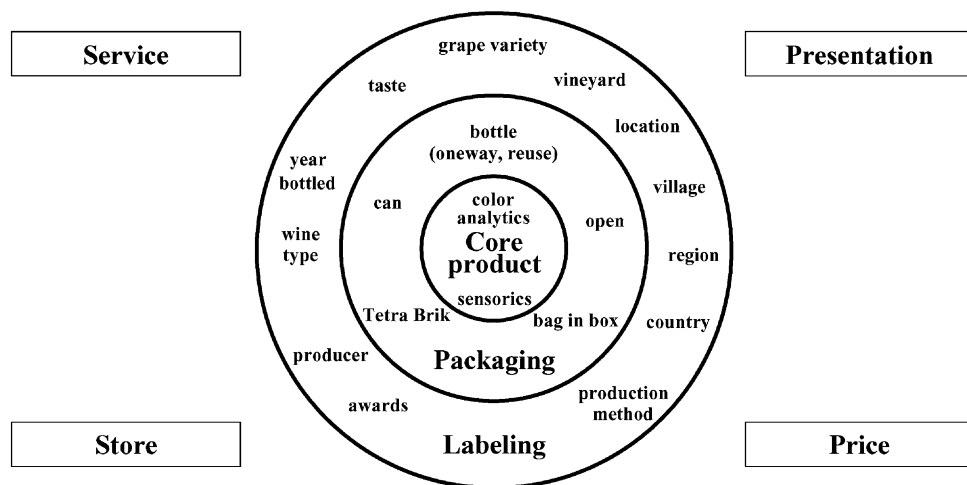 Service
Presentation
grape variety
taste
vineyard
location
bottle
(oneway, reuse)
year
bottled
village
can
color
analytics
open
wine
type
Core
product
region
sensorics
Tetra Brik
bag in box
country
producer
Packaging
awards
production
method
Store
Labeling
Price